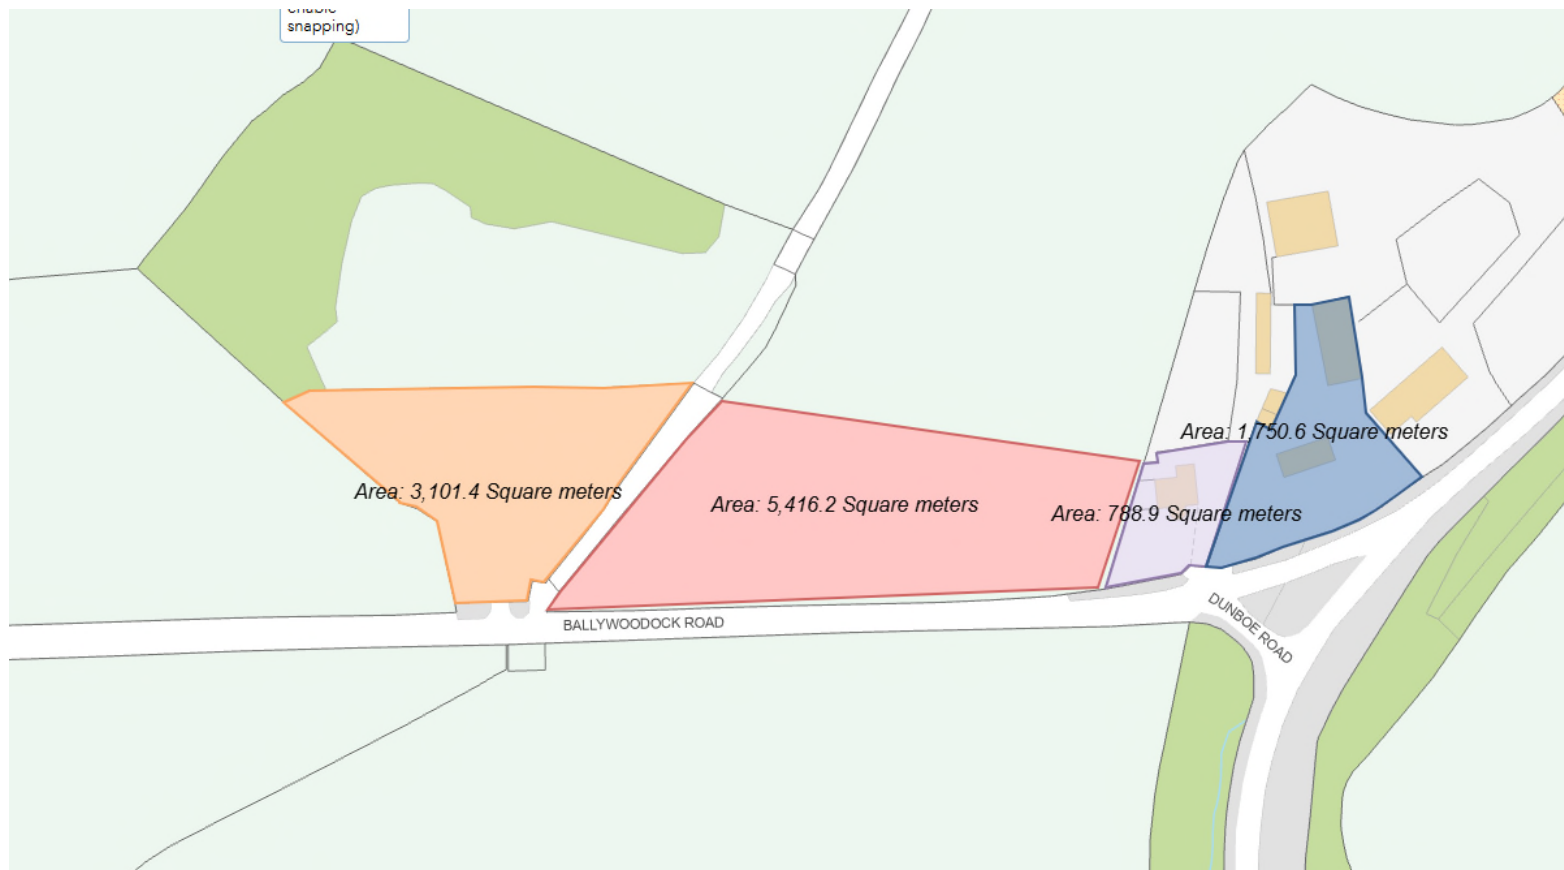 snapping)
Area: 1,750.6 Square meters
Area: 3,101.4 Square meters
Area: 5,416.2 Square meters
Area: 788.9 Square meters
BALLYWOODOCK ROAD
DUNBOE ROAD